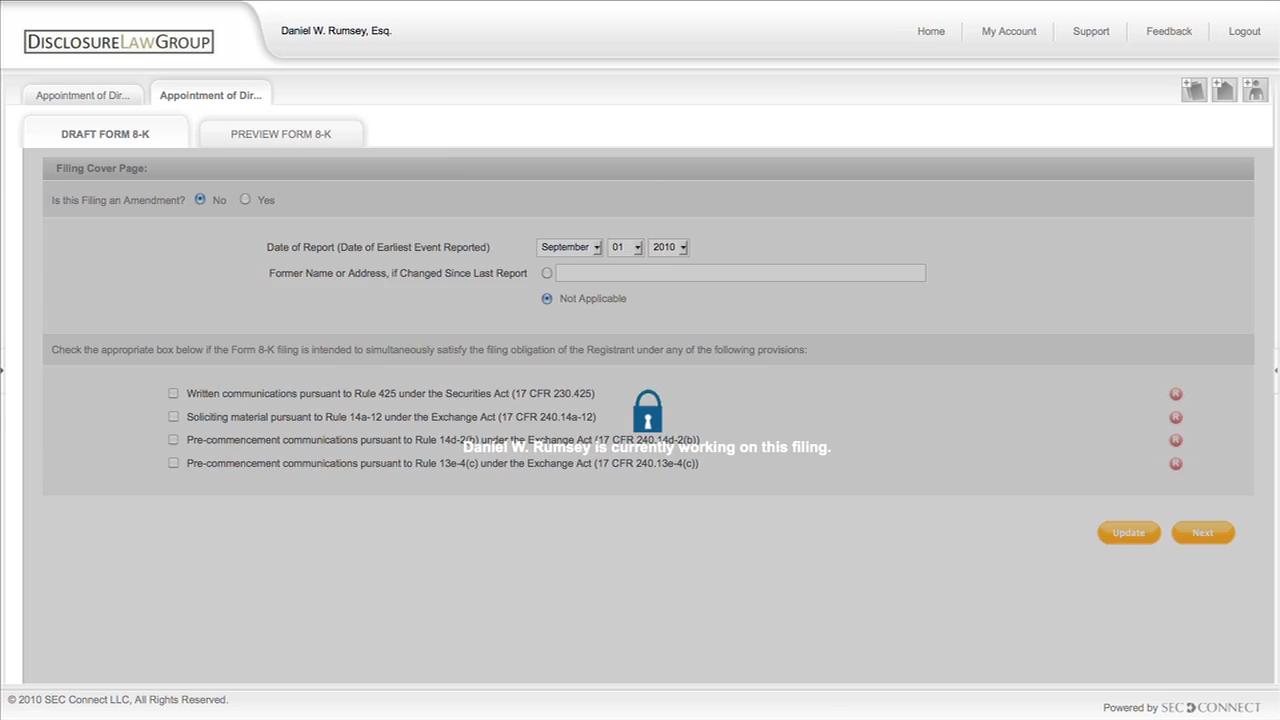 DISCLOSURELAWGROUP
Daniel W. Rumsey, Esq.
Home
My Account
Support
Feedback
Logout
Appointment of Dir...
Appointment of Dir...
DRAFT FORM 8-K
PREVIEW FORM 8-K
Filing Cover Page:
Is this Filing an Amendment? No Yes
Date of Report (Date of Earliest Event Reported) September 01 2010
Former Name or Address, if Changed Since Last Report
Not Applicable
Check the appropriate box below if the Form 8-K filing is intended to simultaneously satisfy the filing obligation of the Registrant under any of the following provisions:
Written communications pursuant to Rule 425 under the Securities Act (17 CFR 230.425) R
Soliciting material pursuant to Rule 14a-12 under the Exchange Act (17 CFR 240.14a-12) R
Pre-commencement communications pursuant to Rule 14d-2(b) under the Exchange Act (17 CFR 240.14d-2(b)) R
Daniel W. Rumsey is currently working on this filing.
Pre-commencement communications pursuant to Rule 13e-4(c) under the Exchange Act (17 CFR 240.13e-4(c)) R
Update
Next
© 2010 SEC Connect LLC, All Rights Reserved.
Powered by SEC CONNECT